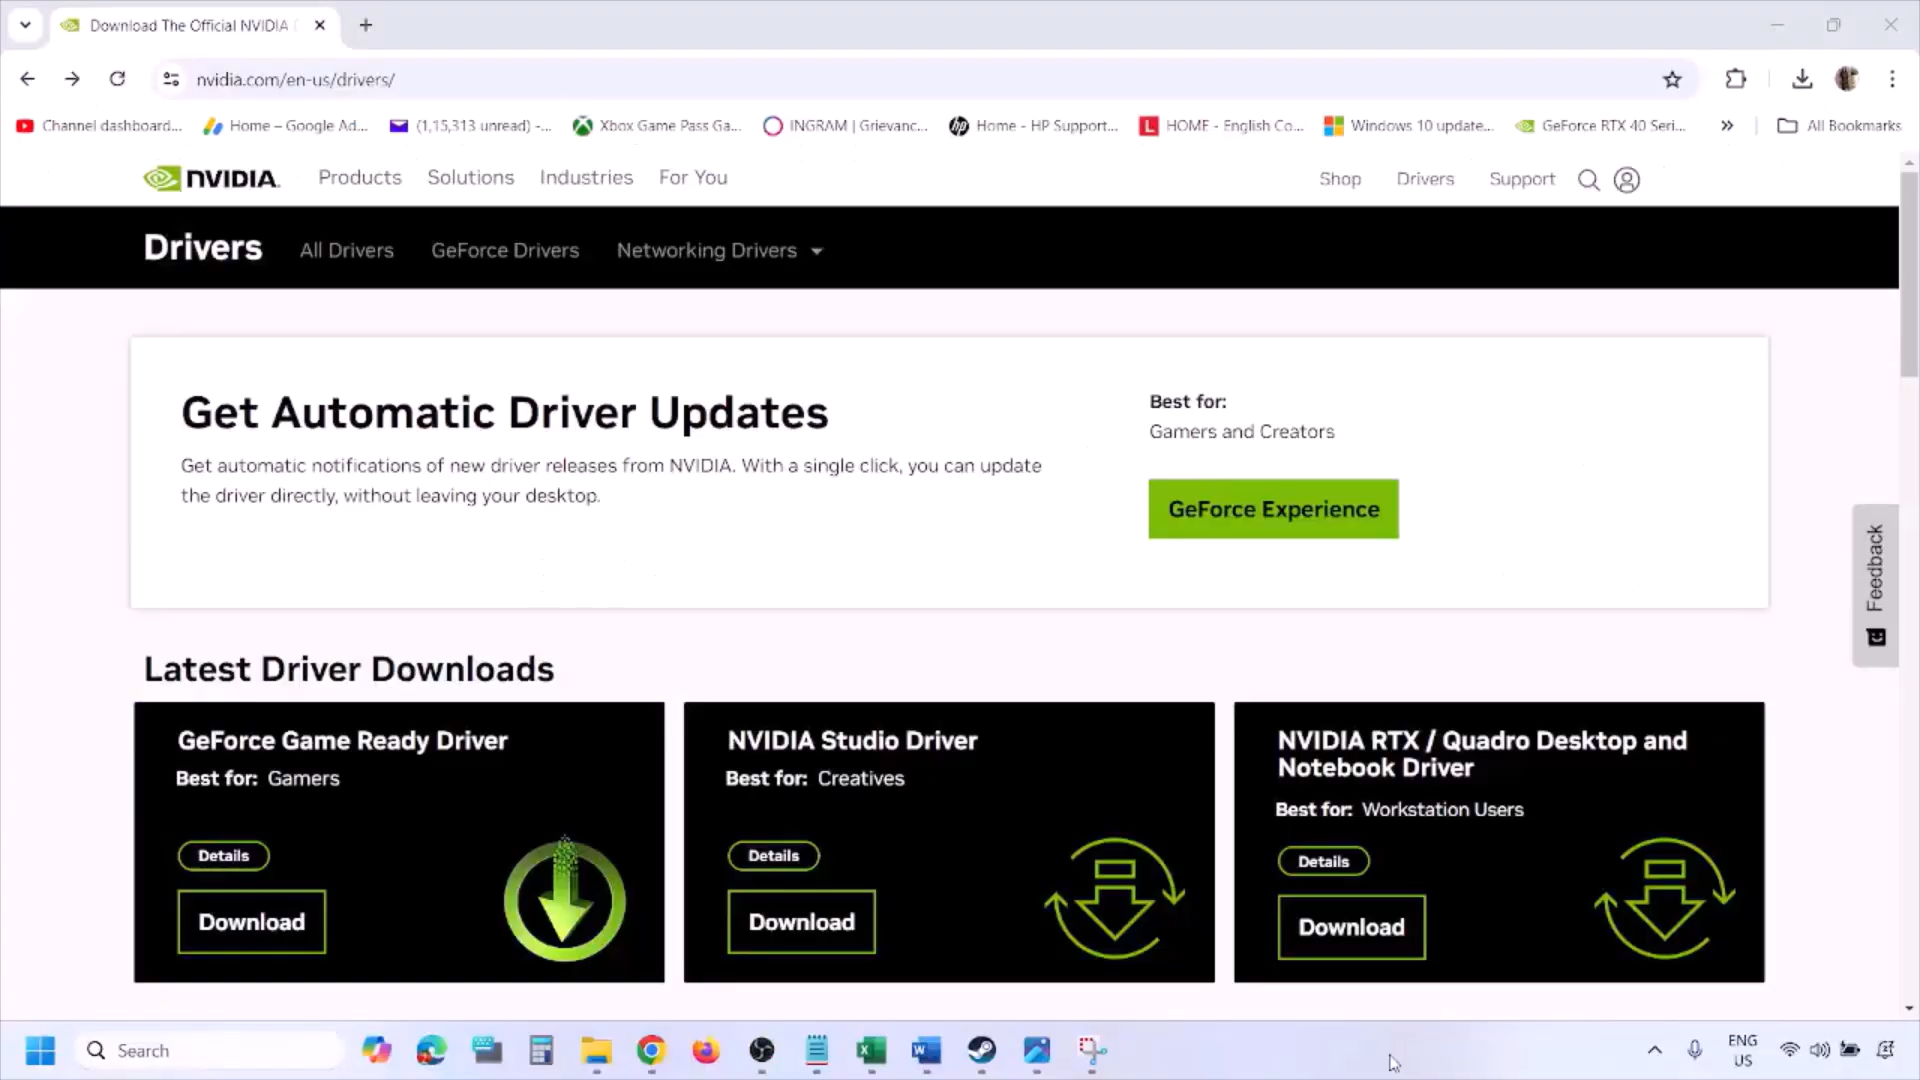 Download The Official NVIDIA
nvidia.com/en-us/drivers/
Channel dashboard...
Home – Google Ad...
(1,15,313 unread) -...
Xbox Game Pass Ga...
INGRAM | Grievanc...
Home - HP Support...
HOME - English Co...
Windows 10 update...
GeForce RTX 40 Seri...
All Bookmarks
NVIDIA.
Products
Solutions
Industries
For You
Shop
Drivers
Support
Drivers
All Drivers
GeForce Drivers
Networking Drivers
Get Automatic Driver Updates
Get automatic notifications of new driver releases from NVIDIA. With a single click, you can update
the driver directly, without leaving your desktop.
Best for:
Gamers and Creators
GeForce Experience
Feedback
Latest Driver Downloads
GeForce Game Ready Driver
Best for: Gamers
Details
Download
NVIDIA Studio Driver
Best for: Creatives
Details
Download
NVIDIA RTX / Quadro Desktop and
Notebook Driver
Best for: Workstation Users
Details
Download
Search
ENG
US